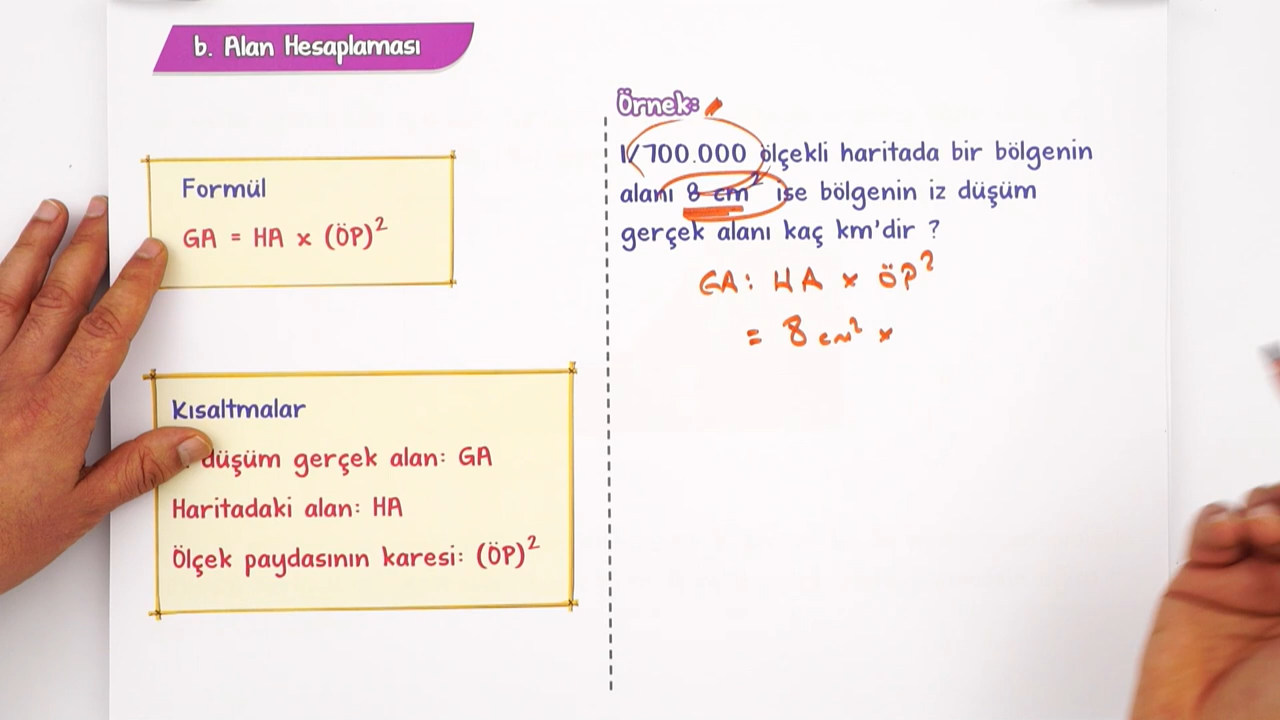 b. Alan Hesaplaması
Formül
GA = HA x (ÖP)²
Kısaltmalar
düşüm gerçek alan: GA
Haritadaki alan: HA
Ölçek paydasının karesi: (ÖP)²
Örnek:
1/700.000 ölçekli haritada bir bölgenin
alanı 8 cm² ise bölgenin iz düşüm
gerçek alanı kaç km'dir ?
GA: HA x ÖP²
= 8 cm² x